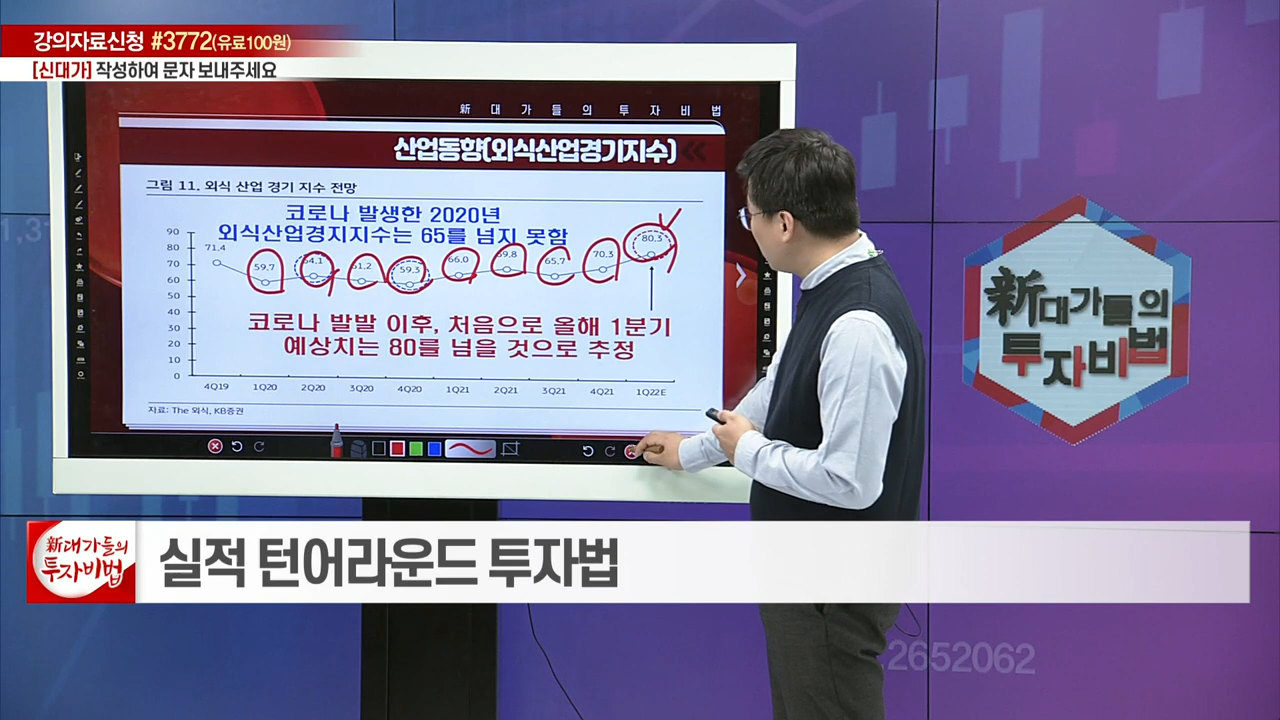 강의자료신청 #3772(유료100원)
[신대가] 작성하여 문자 보내주세요
新 대 가 들 의 투 자 비 법
산업동향(외식산업경기지수)
그림 11. 외식 산업 경기 지수 전망
코로나 발생한 2020년
외식산업경지지수는 65를 넘지 못함
90
80
70
60
50
40
30
20
10
0
71.4
59.7
64.1
61.2
59.3
66.0
69.8
65.7
70.3
80.3
코로나 발발 이후, 처음으로 올해 1분기
예상치는 80를 넘을 것으로 추정
4Q19 1Q20 2Q20 3Q20 4Q20 1Q21 2Q21 3Q21 4Q21 1Q22E
자료: The 외식, KB증권
新대가들의
투자비법
新대가들의
투자비법
실적 턴어라운드 투자법
2652062